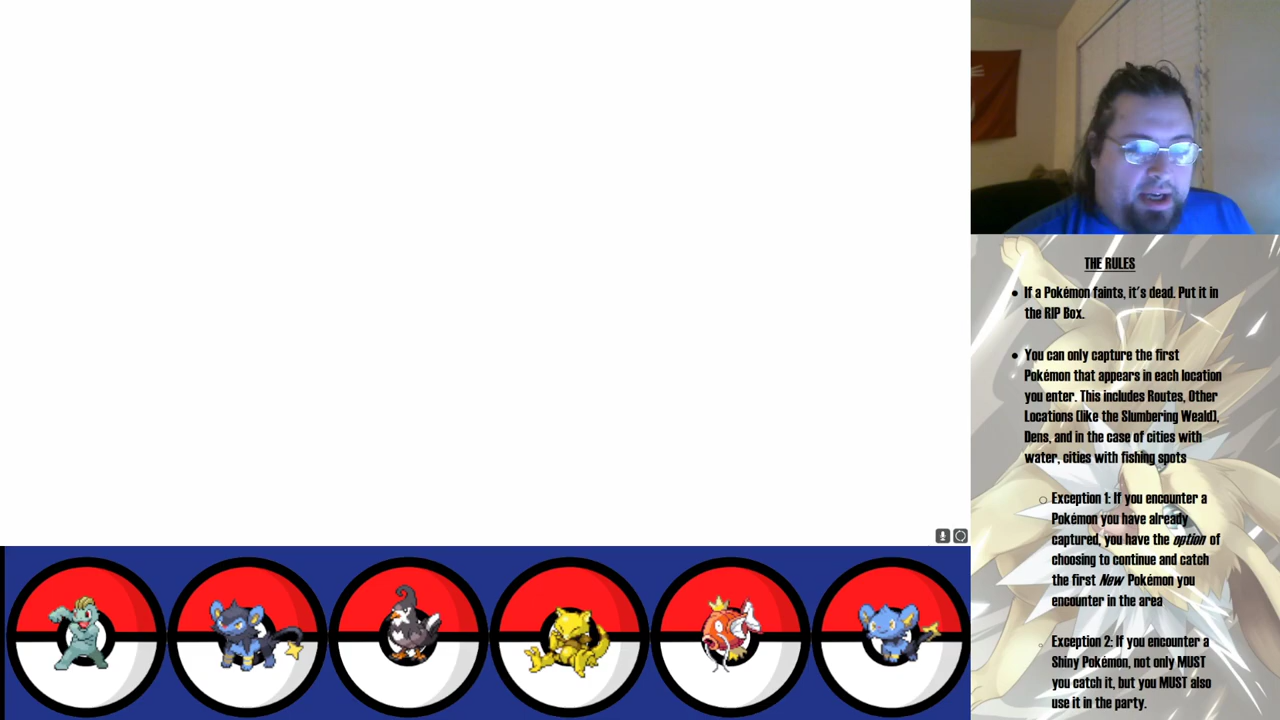 THE RULES
• If a Pokémon faints, it's dead. Put it in
the RIP Box.
• You can only capture the first
Pokémon that appears in each location
you enter. This includes Routes, Other
Locations (like the Slumbering Weald),
Dens, and in the case of cities with
water, cities with fishing spots
○ Exception 1: If you encounter a
Pokémon you have already
captured, you have the option of
choosing to continue and catch
the first New Pokémon you
encounter in the area
○ Exception 2: If you encounter a
Shiny Pokémon, not only MUST
you catch it, but you MUST also
use it in the party.